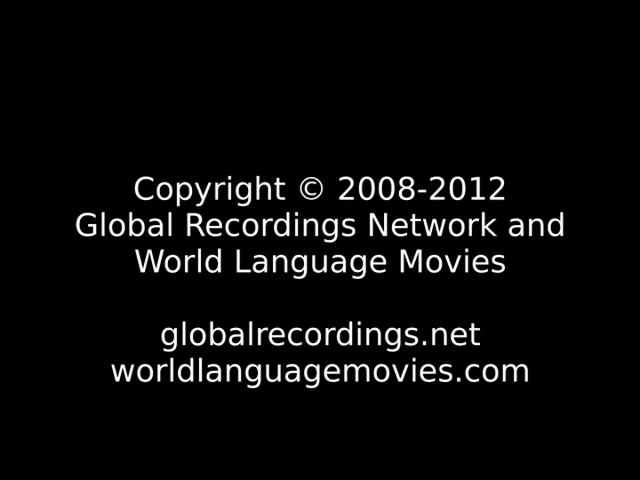 Copyright © 2008-2012
Global Recordings Network and
World Language Movies
globalrecordings.net
worldlanguagemovies.com